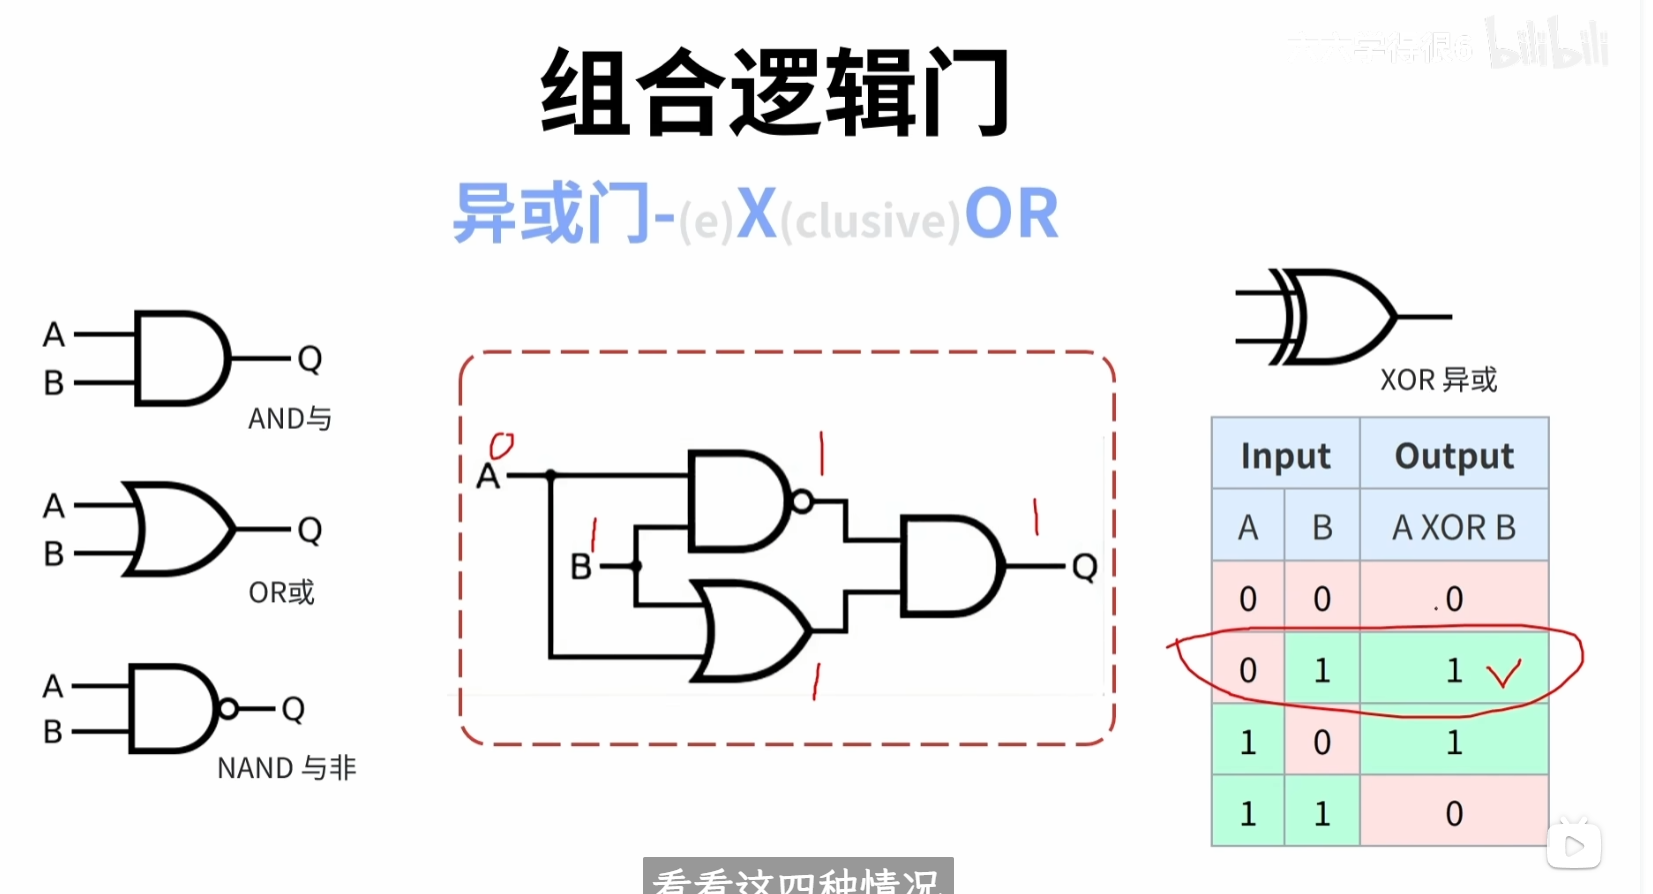 组合逻辑门
bilibili
异或门-(e)X(clusive)OR
A
B
Q
AND与
A
B
Q
OR或
A
B
Q
NAND 与非
0
A
1
B
1
1
1
Q
XOR 异或
Input Output
A B A XOR B
0 0 .0
0 1 1 ✓
1 0 1
1 1 0
看看这四种情况